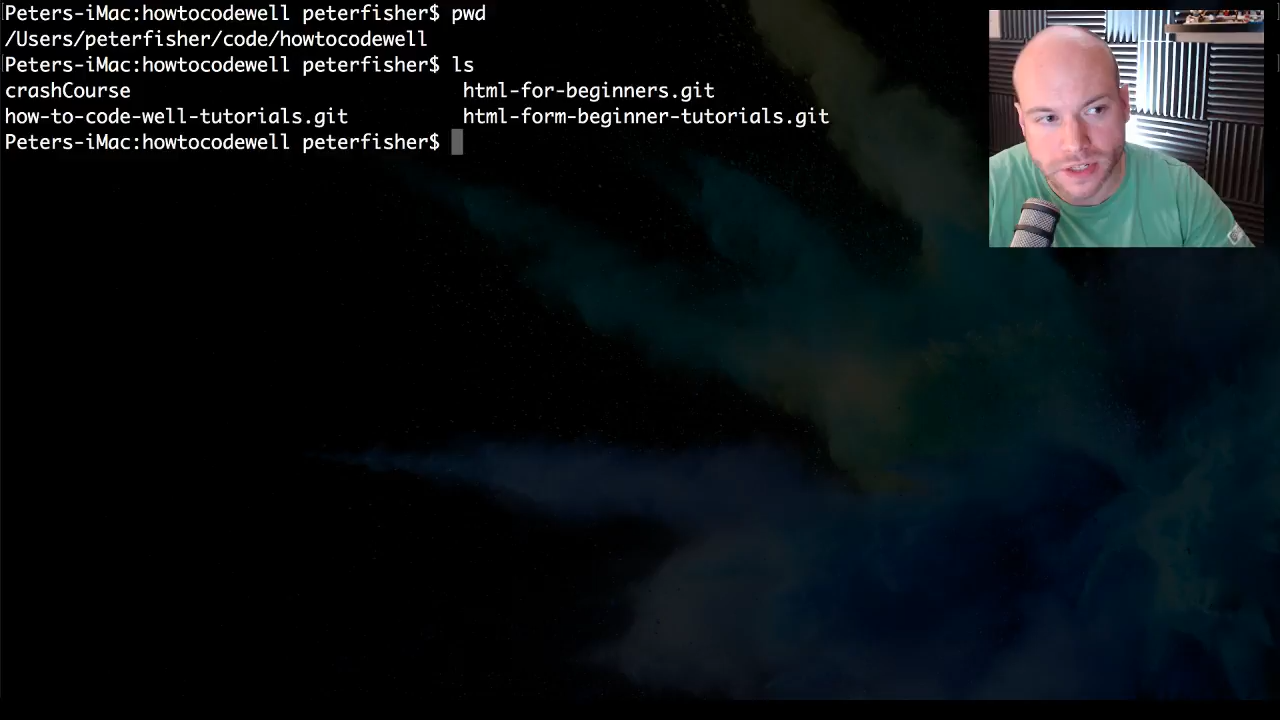 Peters-iMac:howtocodewell peterfisher$ pwd
/Users/peterfisher/code/howtocodewell
Peters-iMac:howtocodewell peterfisher$ ls
crashCourse html-for-beginners.git
how-to-code-well-tutorials.git html-form-beginner-tutorials.git
Peters-iMac:howtocodewell peterfisher$